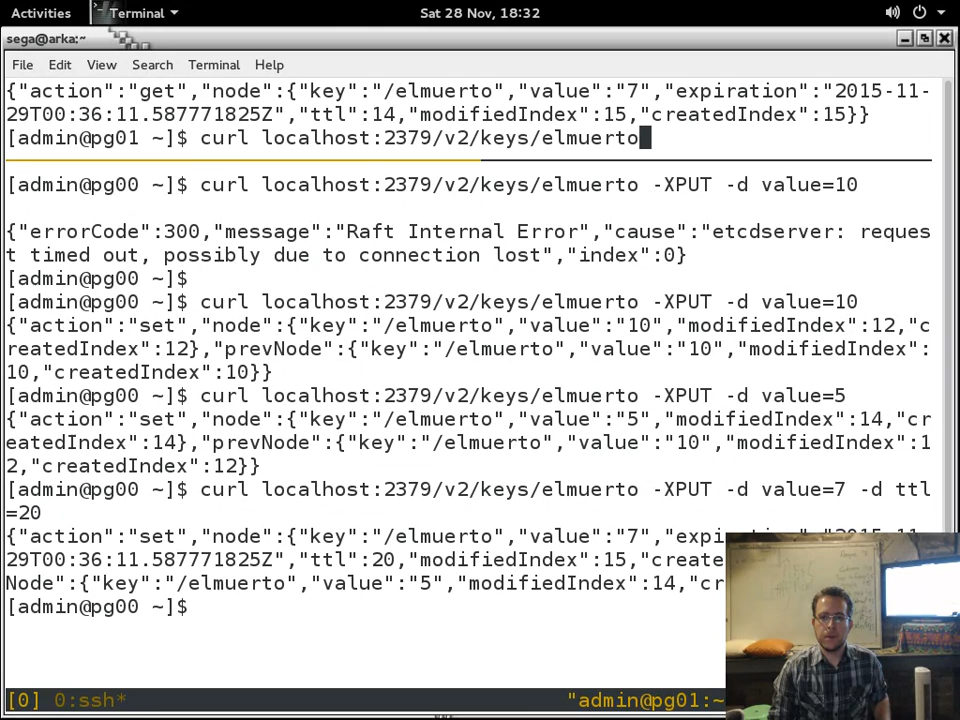 Activities Terminal Sat 28 Nov, 18:32
sega@arka:~
File Edit View Search Terminal Help
{"action":"get","node":{"key":"/elmuerto","value":"7","expiration":"2015-11-
29T00:36:11.587771825Z","ttl":14,"modifiedIndex":15,"createdIndex":15}}
[admin@pg01 ~]$ curl localhost:2379/v2/keys/elmuerto
[admin@pg00 ~]$ curl localhost:2379/v2/keys/elmuerto -XPUT -d value=10
{"errorCode":300,"message":"Raft Internal Error","cause":"etcdserver: reques
t timed out, possibly due to connection lost","index":0}
[admin@pg00 ~]$
[admin@pg00 ~]$ curl localhost:2379/v2/keys/elmuerto -XPUT -d value=10
{"action":"set","node":{"key":"/elmuerto","value":"10","modifiedIndex":12,"c
reatedIndex":12},"prevNode":{"key":"/elmuerto","value":"10","modifiedIndex":
10,"createdIndex":10}}
[admin@pg00 ~]$ curl localhost:2379/v2/keys/elmuerto -XPUT -d value=5
{"action":"set","node":{"key":"/elmuerto","value":"5","modifiedIndex":14,"cr
eatedIndex":14},"prevNode":{"key":"/elmuerto","value":"10","modifiedIndex":1
2,"createdIndex":12}}
[admin@pg00 ~]$ curl localhost:2379/v2/keys/elmuerto -XPUT -d value=7 -d ttl
=20
{"action":"set","node":{"key":"/elmuerto","value":"7","expiration":"2015-11-
29T00:36:11.587771825Z","ttl":20,"modifiedIndex":15,"create
Node":{"key":"/elmuerto","value":"5","modifiedIndex":14,"cr
[admin@pg00 ~]$
[0] 0:ssh* "admin@pg01:~